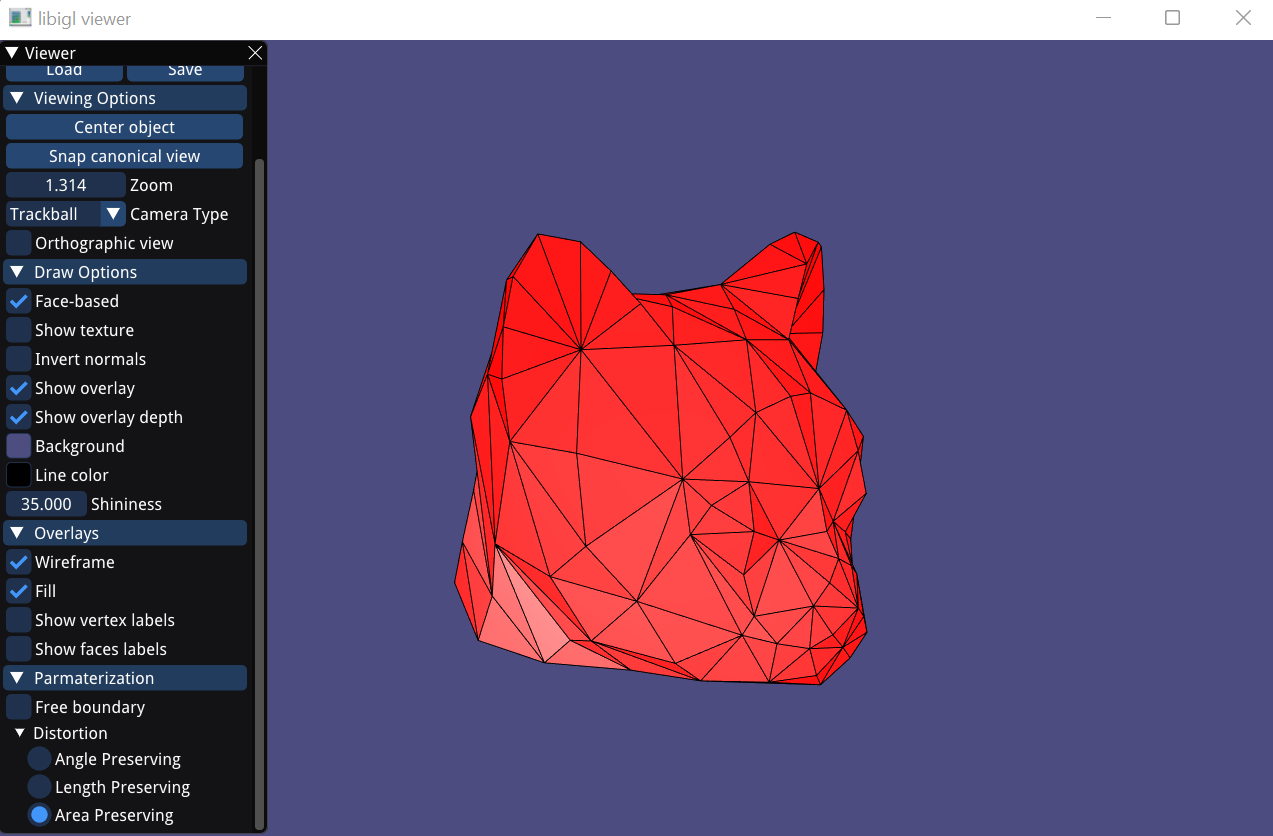 libigl viewer
Viewer
Load Save
Viewing Options
Center object
Snap canonical view
1.314 Zoom
Trackball Camera Type
Orthographic view
Draw Options
Face-based
Show texture
Invert normals
Show overlay
Show overlay depth
Background
Line color
35.000 Shininess
Overlays
Wireframe
Fill
Show vertex labels
Show faces labels
Parmaterization
Free boundary
Distortion
Angle Preserving
Length Preserving
Area Preserving